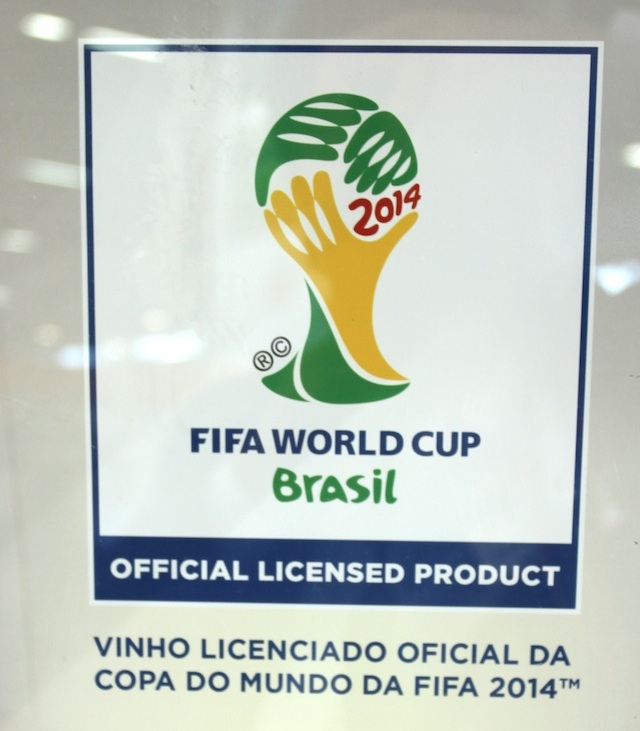 2014
® ©
FIFA WORLD CUP
Brasil
OFFICIAL LICENSED PRODUCT
VINHO LICENCIADO OFICIAL DA
COPA DO MUNDO DA FIFA 2014™